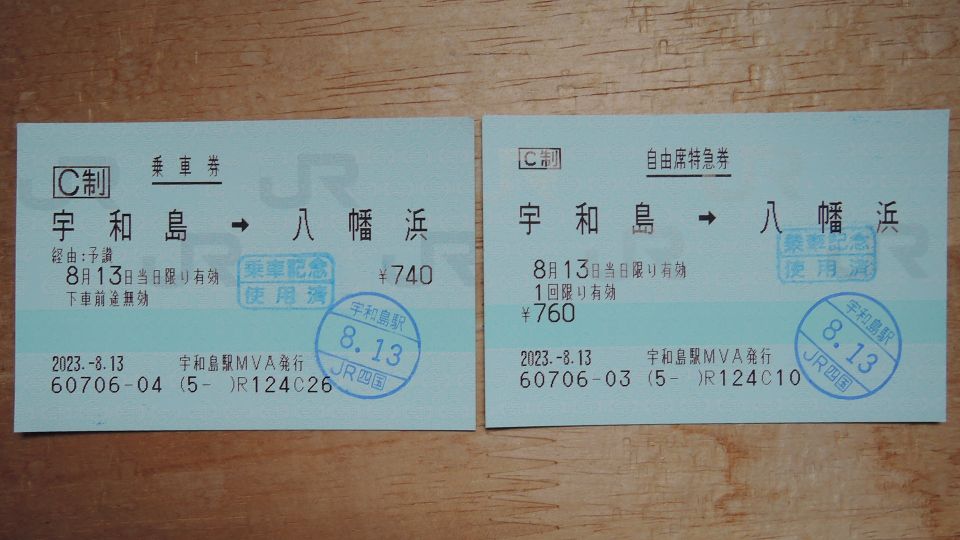 乗車券
C制
宇和島 → 八幡浜
経由:予讃
8月13日当日限り有効 ¥740
下車前途無効
乗車記念
使用済
宇和島駅
8.13
JR四国
2023.-8.13 宇和島駅MVA発行
60706-04 (5- )R124C26
自由席特急券
C制
宇和島 → 八幡浜
8月13日当日限り有効
1回限り有効
¥760
乗車記念
使用済
宇和島駅
8.13
JR四国
2023.-8.13 宇和島駅MVA発行
60706-03 (5- )R124C10